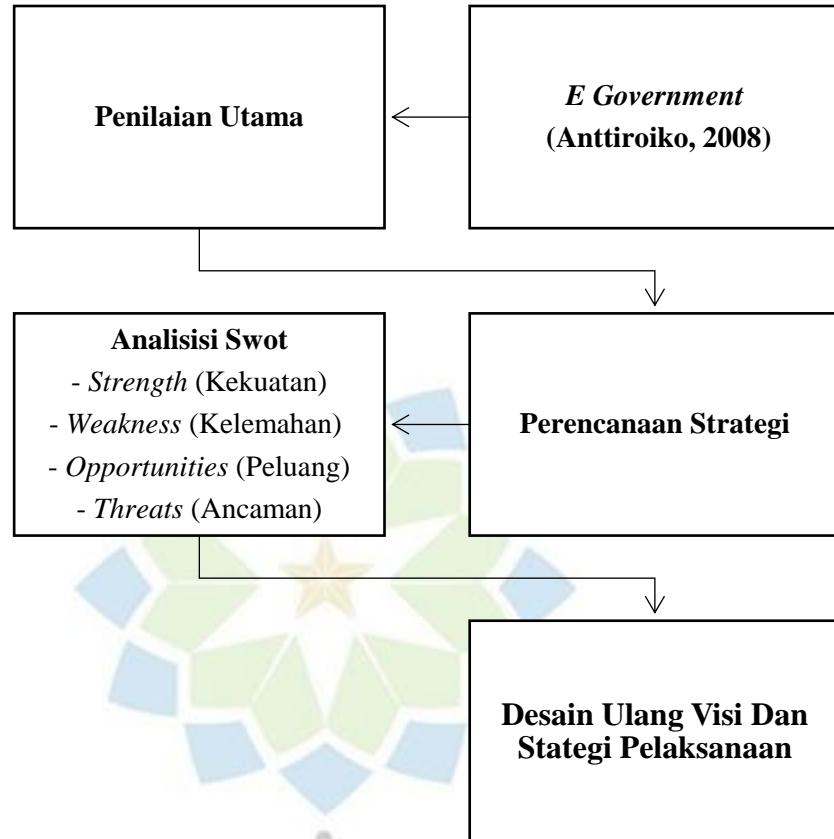 Penilaian Utama
E Government
(Anttiroiko, 2008)
Analisisi Swot
- Strength (Kekuatan)
- Weakness (Kelemahan)
- Opportunities (Peluang)
- Threats (Ancaman)
Perencanaan Strategi
Desain Ulang Visi Dan
Stategi Pelaksanaan